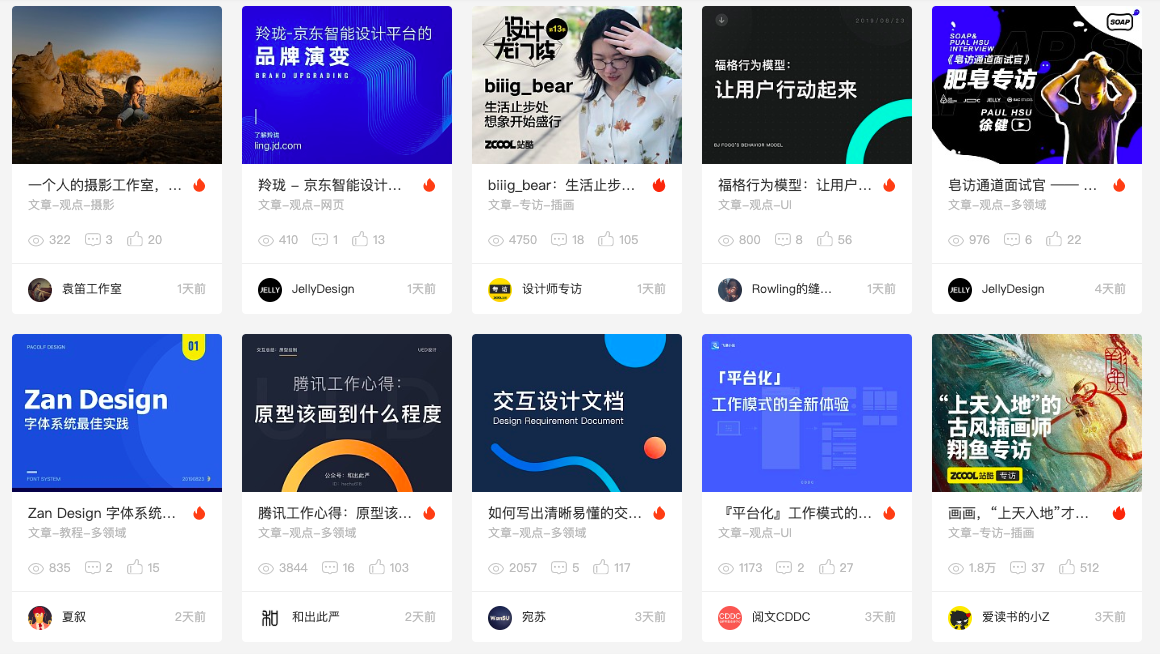 羚珑-京东智能设计平台的
品牌演变
BRAND UPGRADING
了解羚珑
ling.jd.com
设计龙门阵
第13季
biiig_bear
生活止步处
想象开始盛行
ZCOOL 站酷
2019/08/23
福格行为模型：
让用户行动起来
BJ FOGG'S BEHAVIOR MODEL
SOAP
SOAP&
PUAL HSU
INTERVIEW
《皂访通道面试官》
肥皂专访
JELLY
PAUL HSU
徐健
一个人的摄影工作室，...
文章-观点-摄影
322 3 20
袁笛工作室 1天前
羚珑 – 京东智能设计...
文章-观点-网页
410 1 13
JELLY
JellyDesign 1天前
biiig_bear：生活止步...
文章-专访-插画
4750 18 105
专访
设计师专访 1天前
福格行为模型：让用户...
文章-观点-UI
800 8 56
Rowling的缝... 1天前
皂访通道面试官 —— ...
文章-观点-多领域
976 6 22
JELLY
JellyDesign 4天前
PACOLF DESIGN
01
Zan Design
字体系统最佳实践
FONT SYSTEM
20190823
交互总结：原型绘制
UED设计
腾讯工作心得：
原型该画到什么程度
公众号：和出此严
交互设计文档
Design Requirement Document
「平台化」
工作模式的全新体验
“上天入地”的
古风插画师
翔鱼专访
ZCOOL 站酷 专访
Zan Design 字体系统...
文章-教程-多领域
835 2 15
夏叙 2天前
腾讯工作心得：原型该...
文章-观点-多领域
3844 16 103
和出此严 2天前
如何写出清晰易懂的交...
文章-观点-多领域
2057 5 117
WanSU
宛苏 3天前
『平台化』工作模式的...
文章-观点-UI
1173 2 27
CDDC
阅文CDDC 3天前
画画，“上天入地”才...
文章-专访-插画
1.8万 37 512
爱读书的小Z 3天前